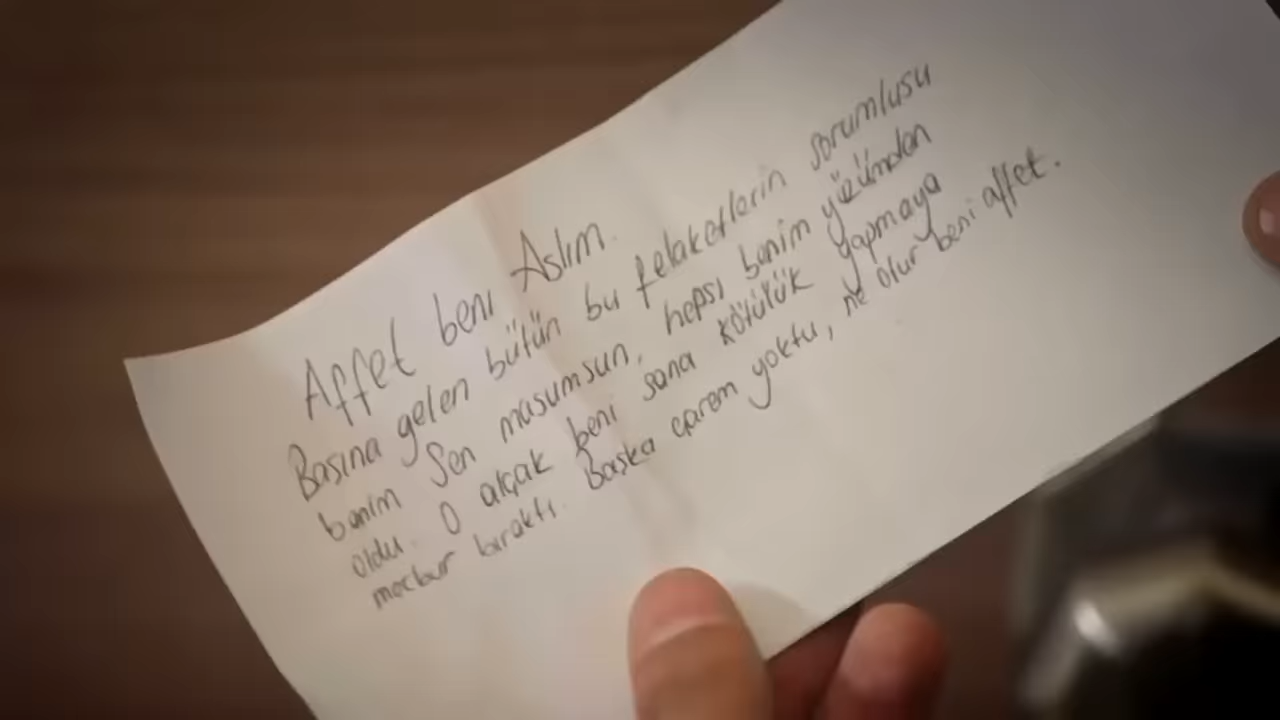 Affet beni Aslım.
Başına gelen bütün bu felaketlerin sorumlusu
benim Sen masumsun, hepsi benim yüzünden
oldu. O alçak beni sana kötülük yapmaya
mecbur bıraktı. Başka çarem yoktu, ne olur beni affet.